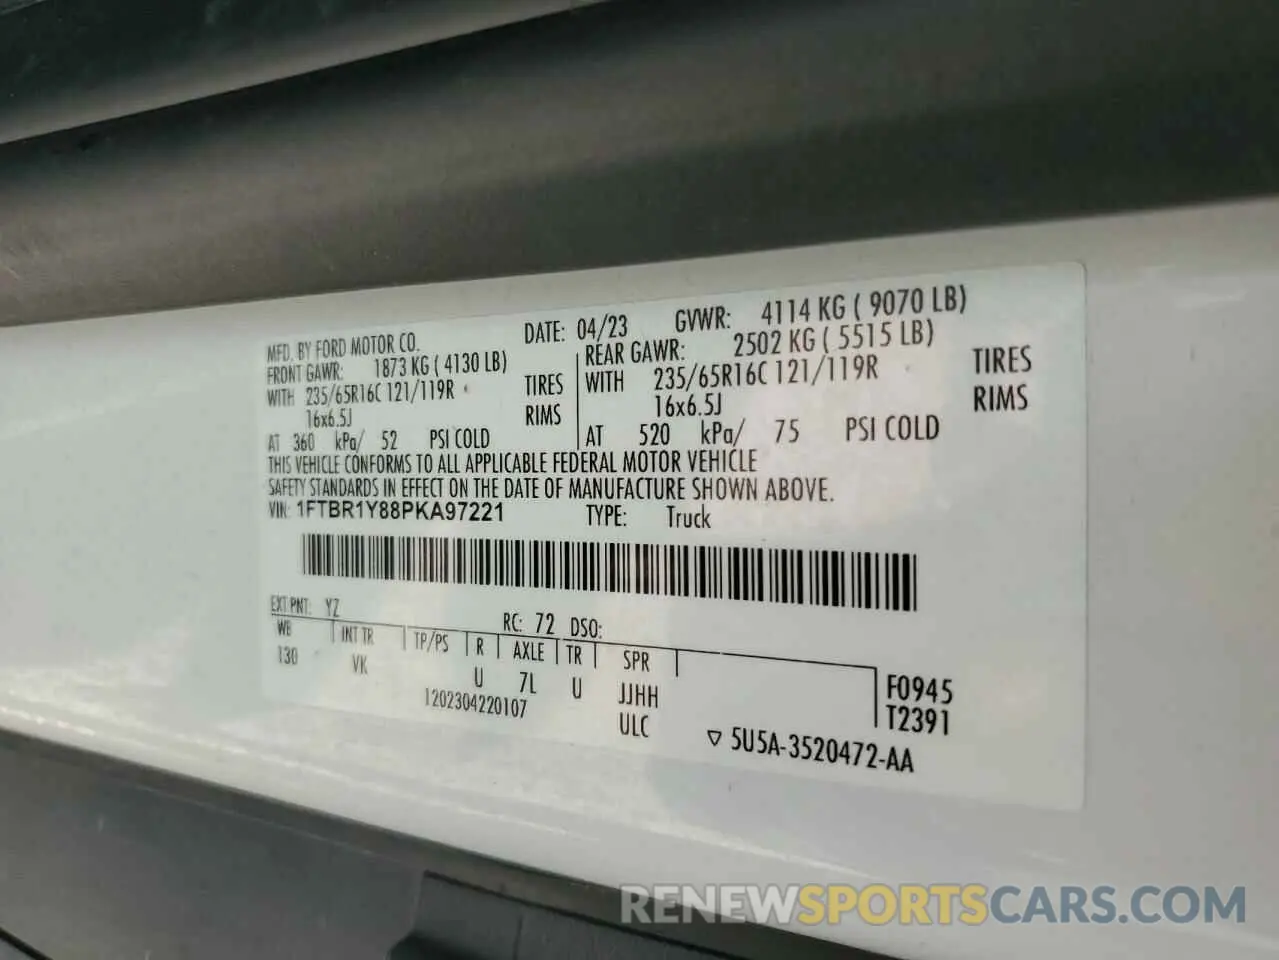 MFD. BY FORD MOTOR CO. DATE: 04/23 GVWR: 4114 KG ( 9070 LB)
FRONT GAWR: 1873 KG ( 4130 LB) REAR GAWR: 2502 KG ( 5515 LB)
WITH 235/65R16C 121/119R TIRES WITH 235/65R16C 121/119R TIRES
16x6.5J RIMS 16x6.5J RIMS
AT 360 kPa/ 52 PSI COLD AT 520 kPa/ 75 PSI COLD
THIS VEHICLE CONFORMS TO ALL APPLICABLE FEDERAL MOTOR VEHICLE
SAFETY STANDARDS IN EFFECT ON THE DATE OF MANUFACTURE SHOWN ABOVE.
VIN: 1FTBR1Y88PKA97221 TYPE: Truck
EXT PNT: YZ RC: 72 DSO:
WB INT TR TP/PS R AXLE TR SPR
130 VK U 7L U JJHH F0945
1202304220107 ULC T2391
▽ 5U5A-3520472-AA
RENEWSPORTSCARS.COM